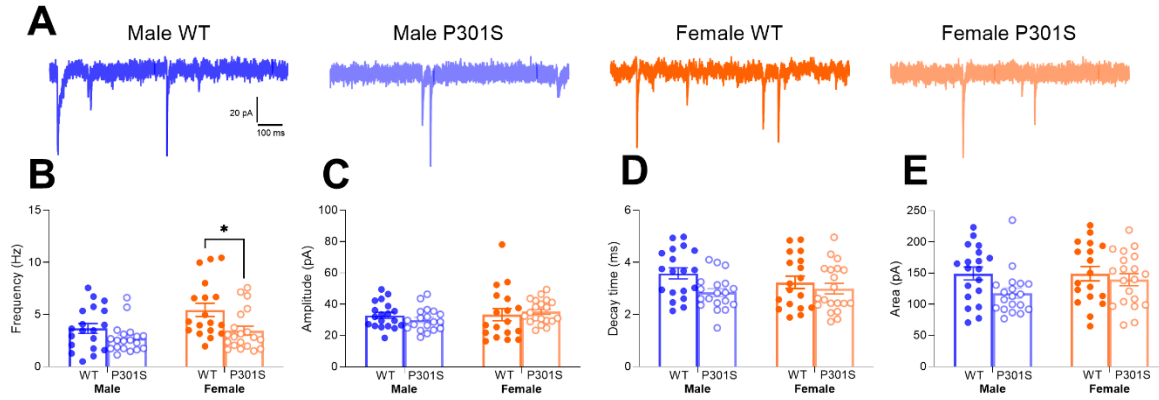 A
Male WT
Male P301S
Female WT
Female P301S
20 pA
100 ms
B
C
D
E
Frequency (Hz)
15
10
5
0
*
WT P301S WT P301S
Male Female
Amplitude (pA)
100
80
60
40
20
0
WT P301S WT P301S
Male Female
Decay time (ms)
6
4
2
0
WT P301S WT P301S
Male Female
Area (pA)
250
200
150
100
50
0
WT P301S WT P301S
Male Female